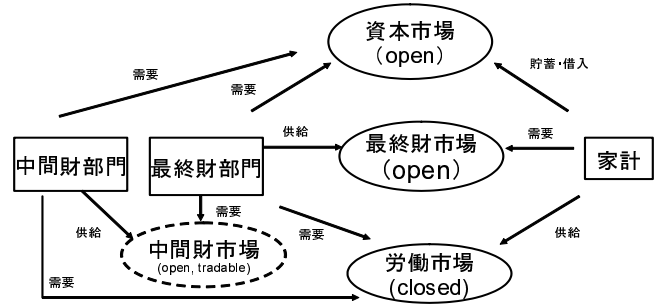 資本市場
(open)
需要
需要
貯蓄・借入
中間財部門
最終財部門
供給
最終財市場
(open)
需要
家計
供給
需要
中間財市場
(open, tradable)
需要
労働市場
(closed)
供給
需要